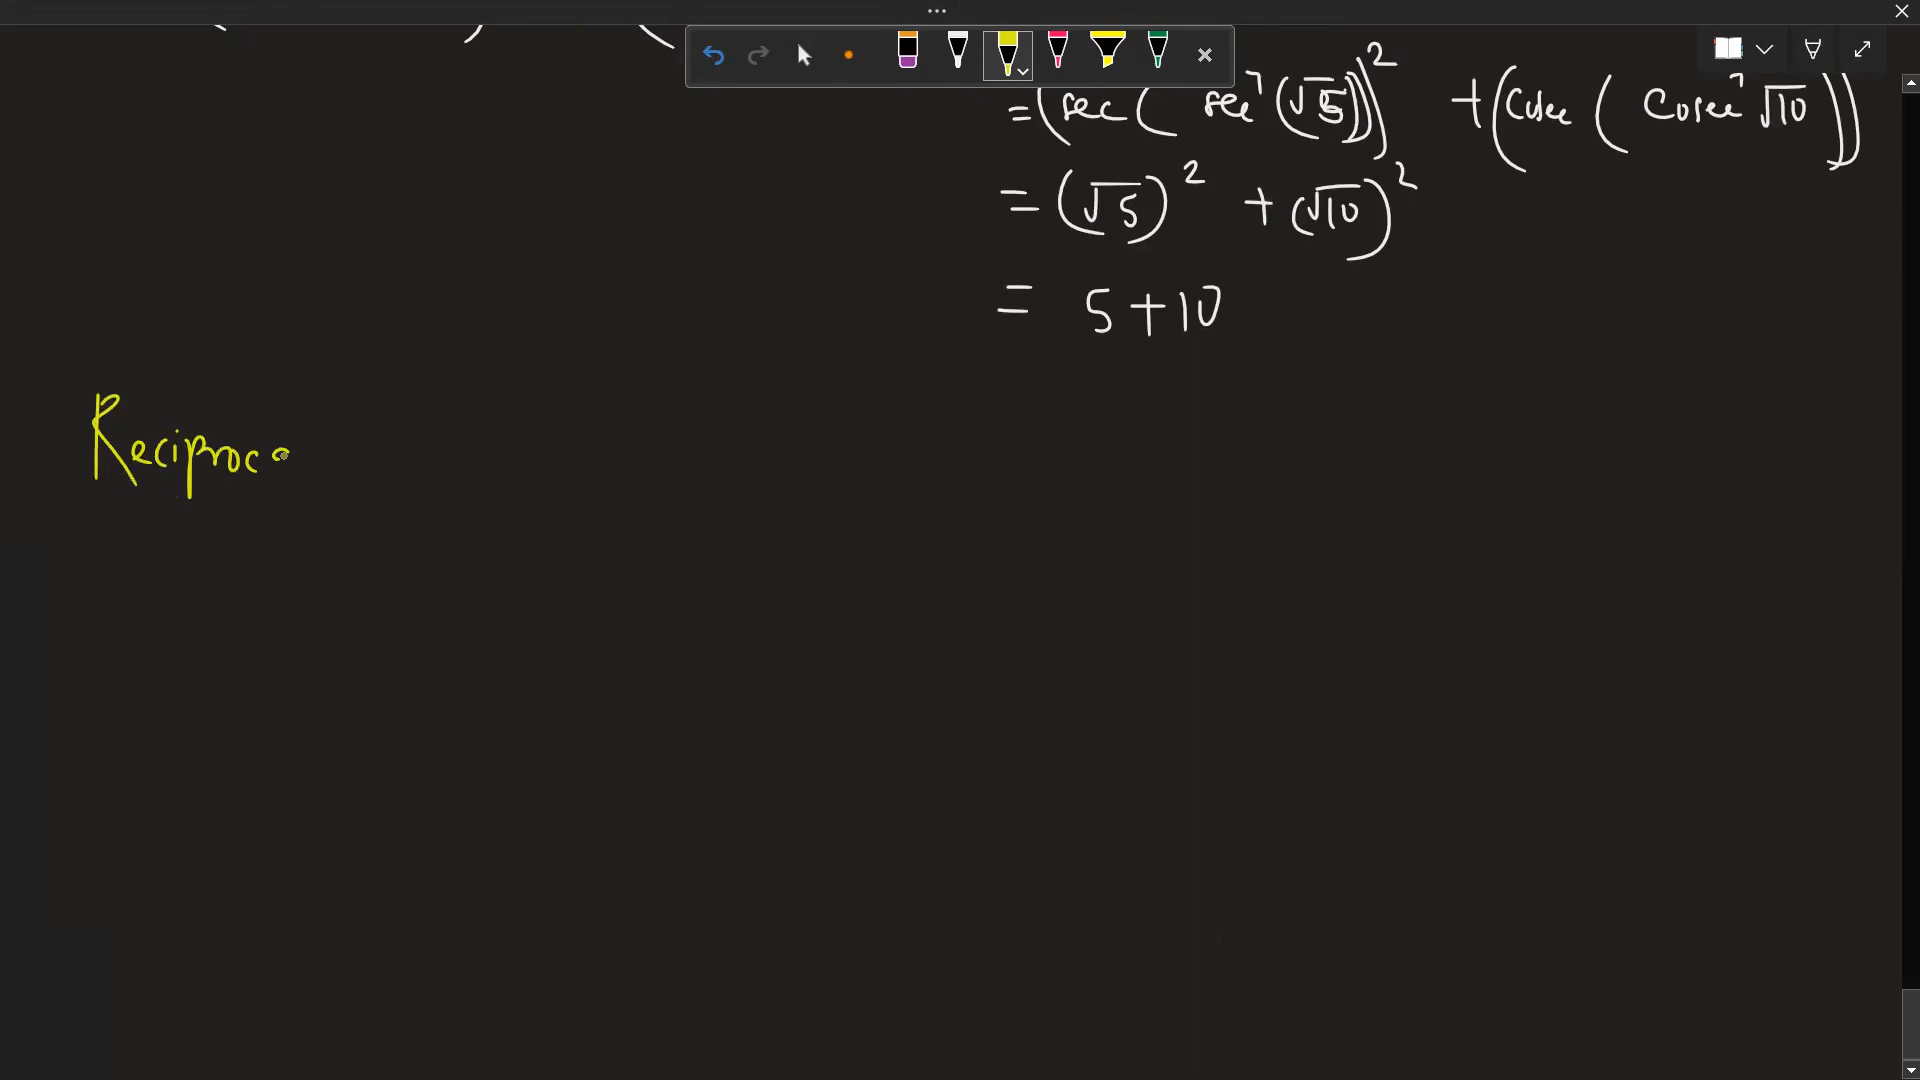 = (sec( sec⁻¹(√5)))² + (Cosec( Cosec⁻¹ √10))
= (√5)² + (√10)²
= 5+10
Reciproc